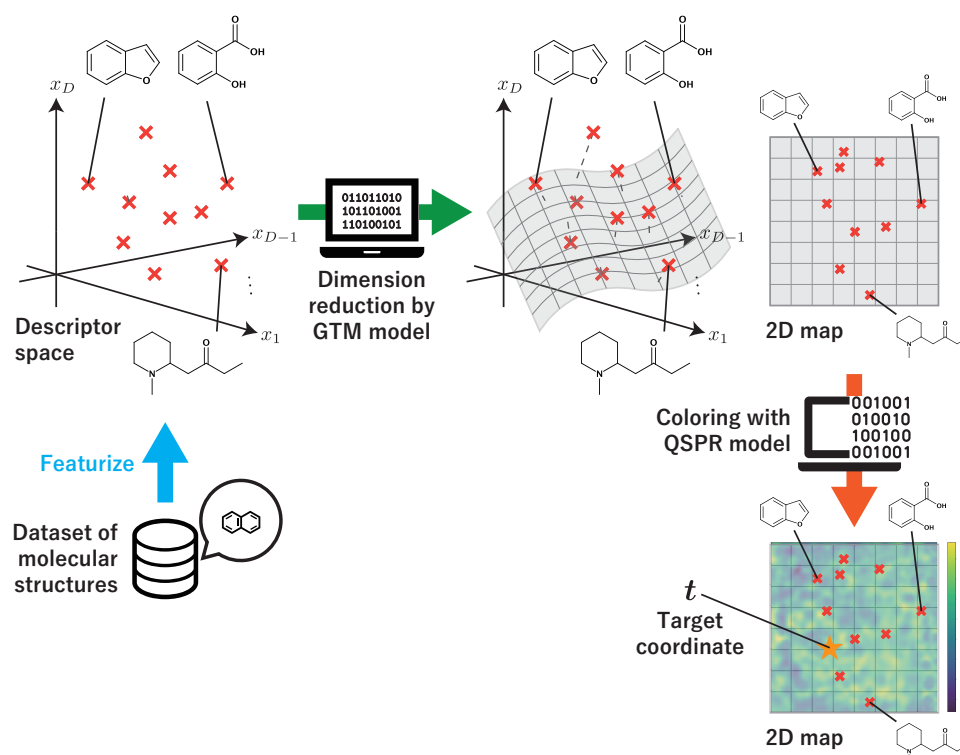 O
OH
OH
O
x_D
x_{D-1}
⋮
x_1
Descriptor
space
O
N
011011010
101101001
110100101
Dimension
reduction by
GTM model
O
OH
OH
O
x_D
x_{D-1}
⋮
x_1
O
N
O
OH
OH
O
2D map
O
N
Coloring with
QSPR model
001001
010010
100100
001001
Featurize
Dataset of
molecular
structures
O
OH
OH
O
t
Target
coordinate
2D map
O
N